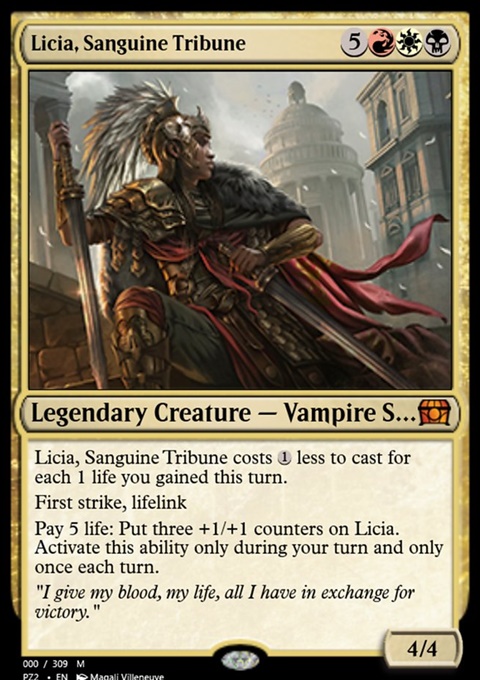 Licia, Sanguine Tribune 5
Legendary Creature — Vampire S...
Licia, Sanguine Tribune costs 1 less to cast for
each 1 life you gained this turn.
First strike, lifelink
Pay 5 life: Put three +1/+1 counters on Licia.
Activate this ability only during your turn and only
once each turn.
"I give my blood, my life, all I have in exchange for
victory."
4/4
000 / 309 M
PZ2 • EN Magali Villeneuve